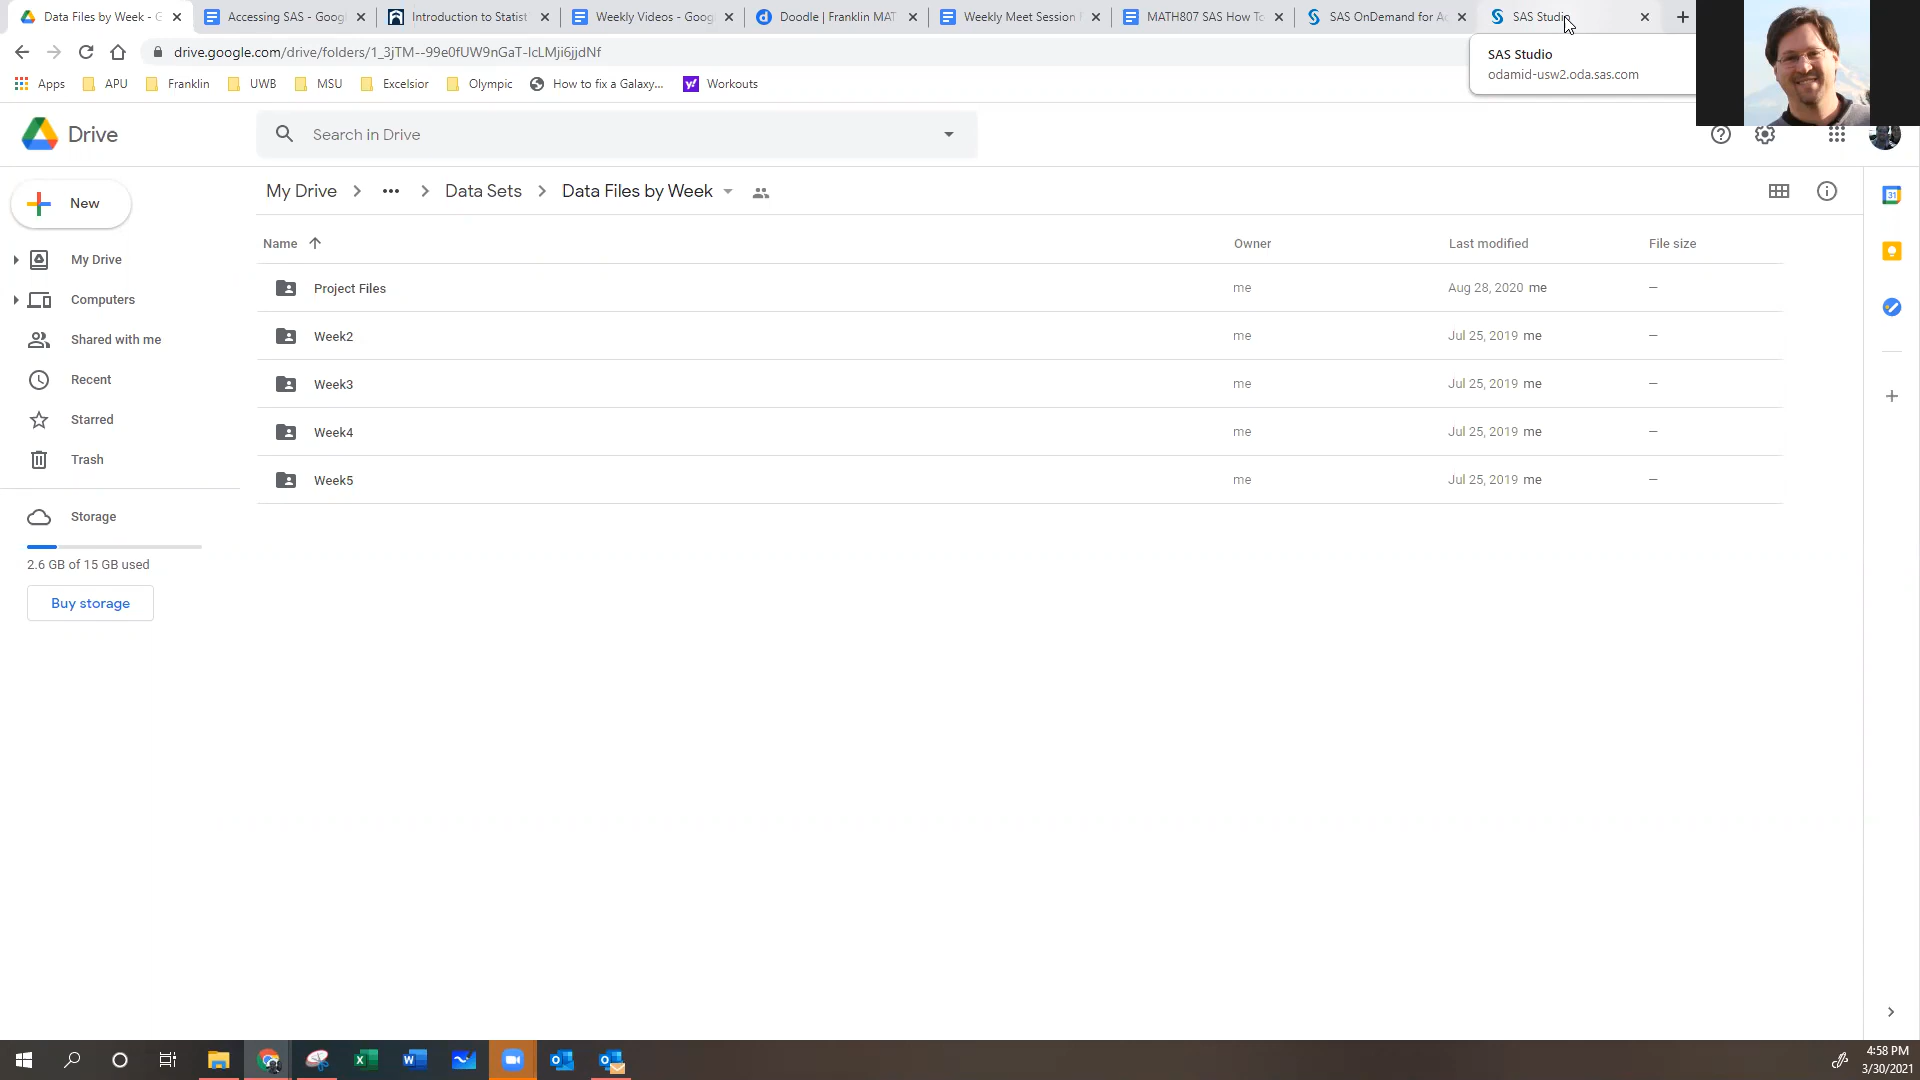 Data Files by Week - G
Accessing SAS - Googl
Introduction to Statist
Weekly Videos - Goog
Doodle | Franklin MAT
Weekly Meet Session F
MATH807 SAS How To
SAS OnDemand for Ac
SAS Studio
drive.google.com/drive/folders/1_3jTM--99e0fUW9nGaT-IcLMji6jjdNf
SAS Studio
odamid-usw2.oda.sas.com
Apps
APU
Franklin
UWB
MSU
Excelsior
Olympic
How to fix a Galaxy...
Workouts
Drive
Search in Drive
New
My Drive
Computers
Shared with me
Recent
Starred
Trash
Storage
2.6 GB of 15 GB used
Buy storage
My Drive > ••• > Data Sets > Data Files by Week
Name Owner Last modified File size
Project Files me Aug 28, 2020 me —
Week2 me Jul 25, 2019 me —
Week3 me Jul 25, 2019 me —
Week4 me Jul 25, 2019 me —
Week5 me Jul 25, 2019 me —
31
4:58 PM
3/30/2021